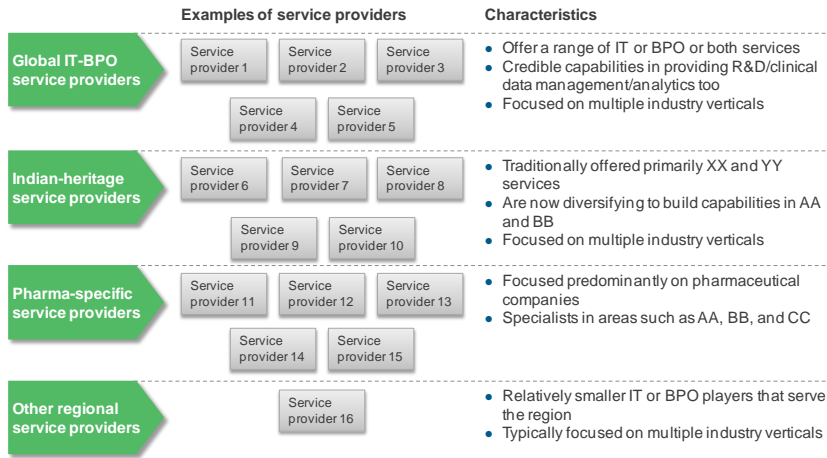 Examples of service providers
Characteristics
Global IT-BPO
service providers
Service
provider 1
Service
provider 2
Service
provider 3
Service
provider 4
Service
provider 5
Offer a range of IT or BPO or both services
Credible capabilities in providing R&D/clinical
data management/analytics too
Focused on multiple industry verticals
Indian-heritage
service providers
Service
provider 6
Service
provider 7
Service
provider 8
Service
provider 9
Service
provider 10
Traditionally offered primarily XX and YY
services
Are now diversifying to build capabilities in AA
and BB
Focused on multiple industry verticals
Pharma-specific
service providers
Service
provider 11
Service
provider 12
Service
provider 13
Service
provider 14
Service
provider 15
Focused predominantly on pharmaceutical
companies
Specialists in areas such as AA, BB, and CC
Other regional
service providers
Service
provider 16
Relatively smaller IT or BPO players that serve
the region
Typically focused on multiple industry verticals